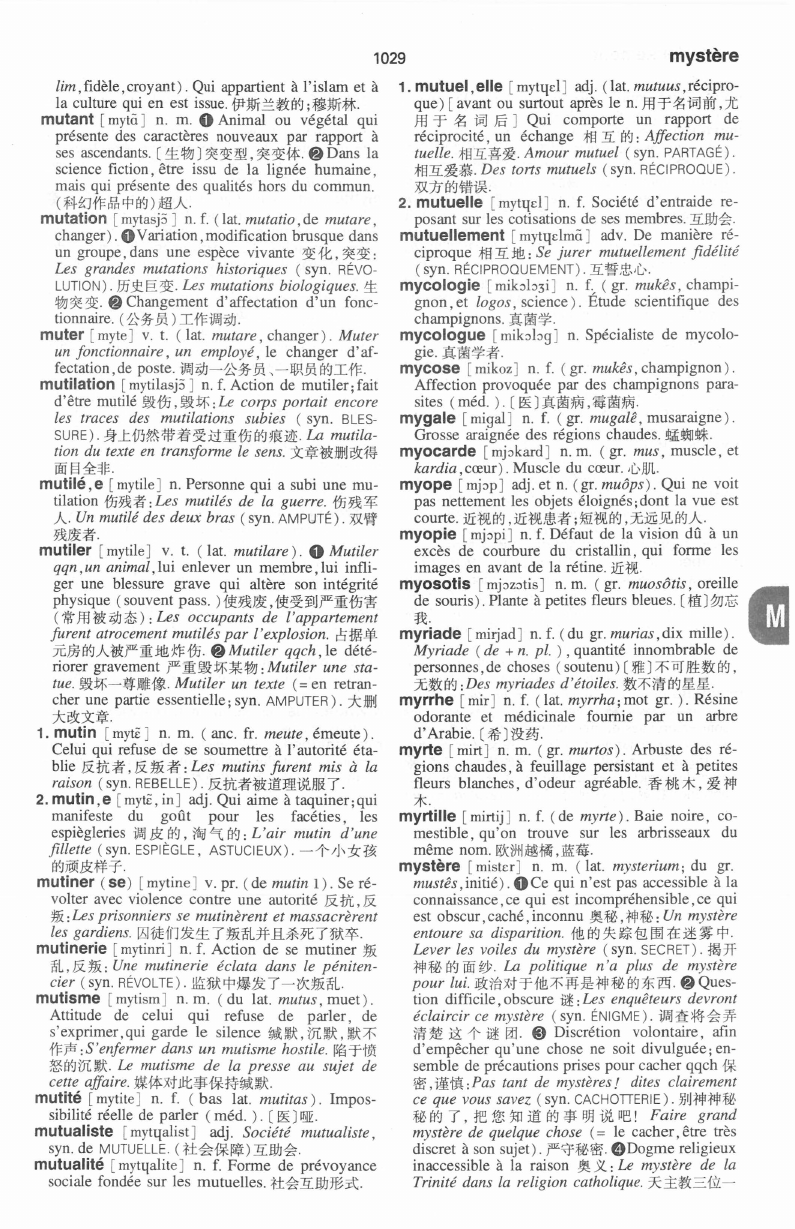 1029
mystère
lim,fidèle,croyant). Qui appartient à l'islam et à
la culture qui en est issue. 伊斯兰教的;穆斯林.
mutant [mytɑ̃] n. m. ❶ Animal ou végétal qui
présente des caractères nouveaux par rapport à
ses ascendants. [生物]突变型,突变体. ❷ Dans la
science fiction, être issu de la lignée humaine,
mais qui présente des qualités hors du commun.
(科幻作品中的)超人.
mutation [mytasjɔ̃] n. f. (lat. mutatio,de mutare,
changer). ❶Variation,modification brusque dans
un groupe,dans une espèce vivante 变化,突变:
Les grandes mutations historiques (syn. RÉVO-
LUTION). 历史巨变. Les mutations biologiques. 生
物突变. ❷ Changement d'affectation d'un fonc-
tionnaire. (公务员)工作调动.
muter [myte] v. t. (lat. mutare, changer). Muter
un fonctionnaire, un employé, le changer d'af-
fectation,de poste. 调动一公务员、一职员的工作.
mutilation [mytilasjɔ̃] n. f. Action de mutiler;fait
d'être mutilé 毁伤,毁坏:Le corps portait encore
les traces des mutilations subies (syn. BLES-
SURE). 身上仍然带着受过重伤的痕迹. La mutila-
tion du texte en transforme le sens. 文章被删改得
面目全非.
mutilé,e [mytile] n. Personne qui a subi une mu-
tilation 伤残者:Les mutilés de la guerre. 伤残军
人. Un mutilé des deux bras (syn. AMPUTÉ). 双臂
残废者.
mutiler [mytile] v. t. (lat. mutilare). ❶ Mutiler
qqn,un animal,lui enlever un membre,lui infli-
ger une blessure grave qui altère son intégrité
physique (souvent pass.)使残废,使受到严重伤害
(常用被动态):Les occupants de l'appartement
furent atrocement mutilés par l'explosion. 占据单
元房的人被严重地炸伤. ❷ Mutiler qqch,le dété-
riorer gravement 严重毁坏某物:Mutiler une sta-
tue. 毁坏一尊雕像. Mutiler un texte (= en retran-
cher une partie essentielle;syn. AMPUTER). 大删
大改文章.
1. mutin [mytɛ̃] n. m. (anc. fr. meute, émeute).
Celui qui refuse de se soumettre à l'autorité éta-
blie 反抗者,反叛者:Les mutins furent mis à la
raison (syn. REBELLE). 反抗者被道理说服了.
2. mutin,e [mytɛ̃, in] adj. Qui aime à taquiner;qui
manifeste du goût pour les facéties, les
espiègleries 调皮的,淘气的:L'air mutin d'une
fillette (syn. ESPIÈGLE, ASTUCIEUX). 一个小女孩
的顽皮样子.
mutiner (se) [mytine] v. pr. (de mutin 1). Se ré-
volter avec violence contre une autorité 反抗,反
叛:Les prisonniers se mutinèrent et massacrèrent
les gardiens. 囚徒们发生了叛乱并且杀死了狱卒.
mutinerie [mytinri] n. f. Action de se mutiner 叛
乱,反叛: Une mutinerie éclata dans le péniten-
cier (syn. RÉVOLTE). 监狱中爆发了一次叛乱.
mutisme [mytism] n. m. (du lat. mutus, muet).
Attitude de celui qui refuse de parler, de
s'exprimer,qui garde le silence 缄默,沉默,默不
作声:S'enfermer dans un mutisme hostile. 陷于愤
怒的沉默. Le mutisme de la presse au sujet de
cette affaire. 媒体对此事保持缄默.
mutité [mytite] n. f. (bas lat. mutitas). Impos-
sibilité réelle de parler (méd.). [医]哑.
mutualiste [mytɥalist] adj. Société mutualiste,
syn. de MUTUELLE. (社会保障)互助会.
mutualité [mytɥalite] n. f. Forme de prévoyance
sociale fondée sur les mutuelles. 社会互助形式.
1. mutuel,elle [mytɥɛl] adj. (lat. mutuus,récipro-
que) [avant ou surtout après le n. 用于名词前,尤
用于名词后] Qui comporte un rapport de
réciprocité, un échange 相互的:Affection mu-
tuelle. 相互喜爱. Amour mutuel (syn. PARTAGÉ).
相互爱慕. Des torts mutuels (syn. RÉCIPROQUE).
双方的错误.
2. mutuelle [mytɥɛl] n. f. Société d'entraide re-
posant sur les cotisations de ses membres. 互助会.
mutuellement [mytɥɛlmɑ̃] adv. De manière ré-
ciproque 相互地:Se jurer mutuellement fidélité
(syn. RÉCIPROQUEMENT). 互誓忠心.
mycologie [mikɔlɔʒi] n. f. (gr. mukês, champi-
gnon,et logos, science). Étude scientifique des
champignons. 真菌学.
mycologue [mikɔlɔg] n. Spécialiste de mycolo-
gie. 真菌学者.
mycose [mikoz] n. f. (gr. mukês,champignon).
Affection provoquée par des champignons para-
sites (méd.). [医]真菌病,霉菌病.
mygale [migal] n. f. (gr. mugalê, musaraigne).
Grosse araignée des régions chaudes. 蜢蜘蛛.
myocarde [mjɔkard] n. m. (gr. mus, muscle, et
kardia,cœur). Muscle du cœur. 心肌.
myope [mjɔp] adj. et n. (gr. muôps). Qui ne voit
pas nettement les objets éloignés;dont la vue est
courte. 近视的,近视患者;短视的,无远见的人.
myopie [mjɔpi] n. f. Défaut de la vision dû à un
excès de courbure du cristallin, qui forme les
images en avant de la rétine. 近视.
myosotis [mjɔzɔtis] n. m. (gr. muosôtis, oreille
de souris). Plante à petites fleurs bleues. [植]勿忘
我.
myriade [mirjad] n. f. (du gr. murias,dix mille).
Myriade (de + n. pl.), quantité innombrable de
personnes,de choses (soutenu)[雅]不可胜数的,
无数的:Des myriades d'étoiles. 数不清的星星.
myrrhe [mir] n. f. (lat. myrrha;mot gr.). Résine
odorante et médicinale fournie par un arbre
d'Arabie. [希]没药.
myrte [mirt] n. m. (gr. murtos). Arbuste des ré-
gions chaudes,à feuillage persistant et à petites
fleurs blanches, d'odeur agréable. 香桃木,爱神
木.
myrtille [mirtij] n. f. (de myrte). Baie noire, co-
mestible, qu'on trouve sur les arbrisseaux du
même nom. 欧洲越橘,蓝莓.
mystère [mistɛr] n. m. (lat. mysterium; du gr.
mustês,initié). ❶Ce qui n'est pas accessible à la
connaissance,ce qui est incompréhensible,ce qui
est obscur,caché,inconnu 奥秘,神秘:Un mystère
entoure sa disparition. 他的失踪包围在迷雾中.
Lever les voiles du mystère (syn. SECRET). 揭开
神秘的面纱. La politique n'a plus de mystère
pour lui. 政治对于他不再是神秘的东西. ❷ Ques-
tion difficile,obscure 谜:Les enquêteurs devront
éclaircir ce mystère (syn. ÉNIGME). 调查将会弄
清楚这个谜团. ❸ Discrétion volontaire, afin
d'empêcher qu'une chose ne soit divulguée;en-
semble de précautions prises pour cacher qqch 保
密,谨慎:Pas tant de mystères! dites clairement
ce que vous savez (syn. CACHOTTERIE). 别神神秘
秘的了,把您知道的事明说吧! Faire grand
mystère de quelque chose (= le cacher,être très
discret à son sujet). 严守秘密. ❹Dogme religieux
inaccessible à la raison 奥义:Le mystère de la
Trinité dans la religion catholique. 天主教三位一
M